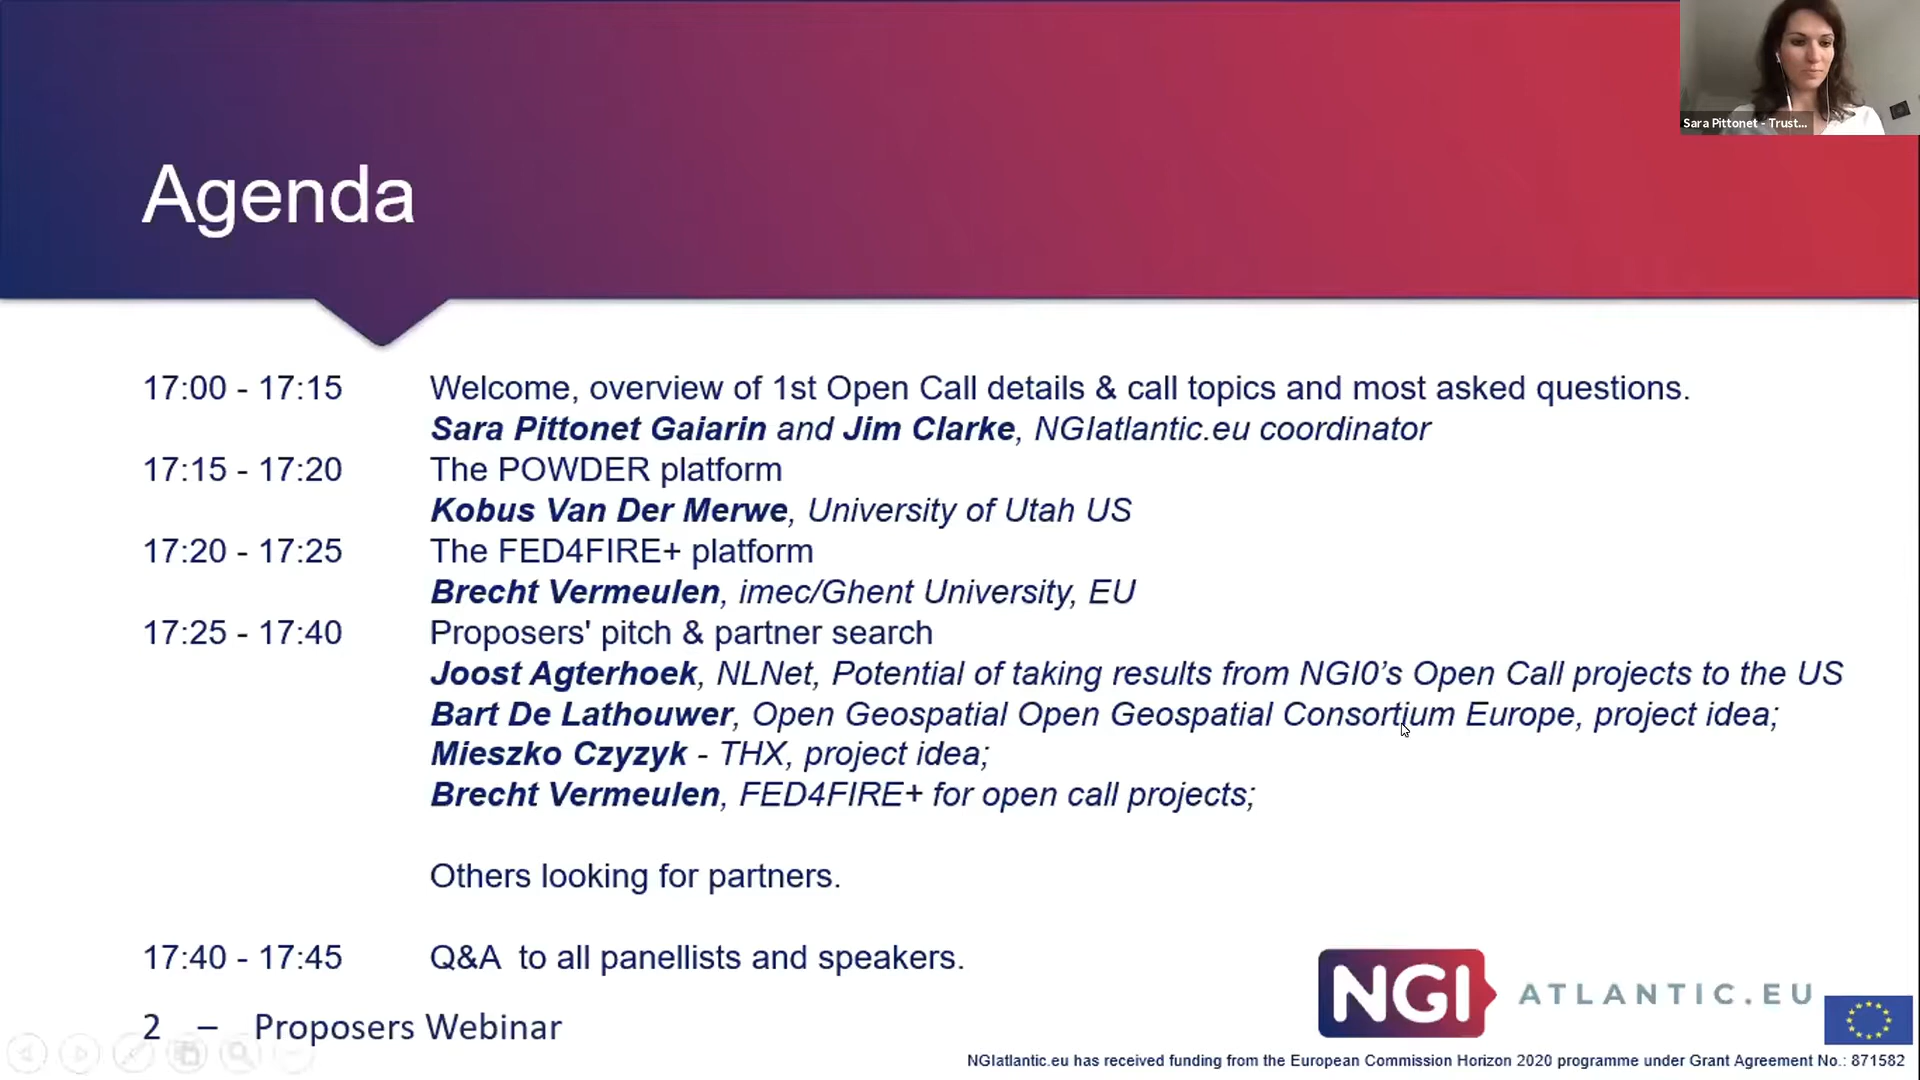 Sara Pittonet - Trust...
Agenda
17:00 - 17:15 Welcome, overview of 1st Open Call details & call topics and most asked questions.
Sara Pittonet Gaiarin and Jim Clarke, NGIatlantic.eu coordinator
17:15 - 17:20 The POWDER platform
Kobus Van Der Merwe, University of Utah US
17:20 - 17:25 The FED4FIRE+ platform
Brecht Vermeulen, imec/Ghent University, EU
17:25 - 17:40 Proposers' pitch & partner search
Joost Agterhoek, NLNet, Potential of taking results from NGI0’s Open Call projects to the US
Bart De Lathouwer, Open Geospatial Open Geospatial Consortium Europe, project idea;
Mieszko Czyzyk - THX, project idea;
Brecht Vermeulen, FED4FIRE+ for open call projects;
Others looking for partners.
17:40 - 17:45 Q&A to all panellists and speakers.
NGI ATLANTIC.EU
2 – Proposers Webinar
NGIatlantic.eu has received funding from the European Commission Horizon 2020 programme under Grant Agreement No.: 871582